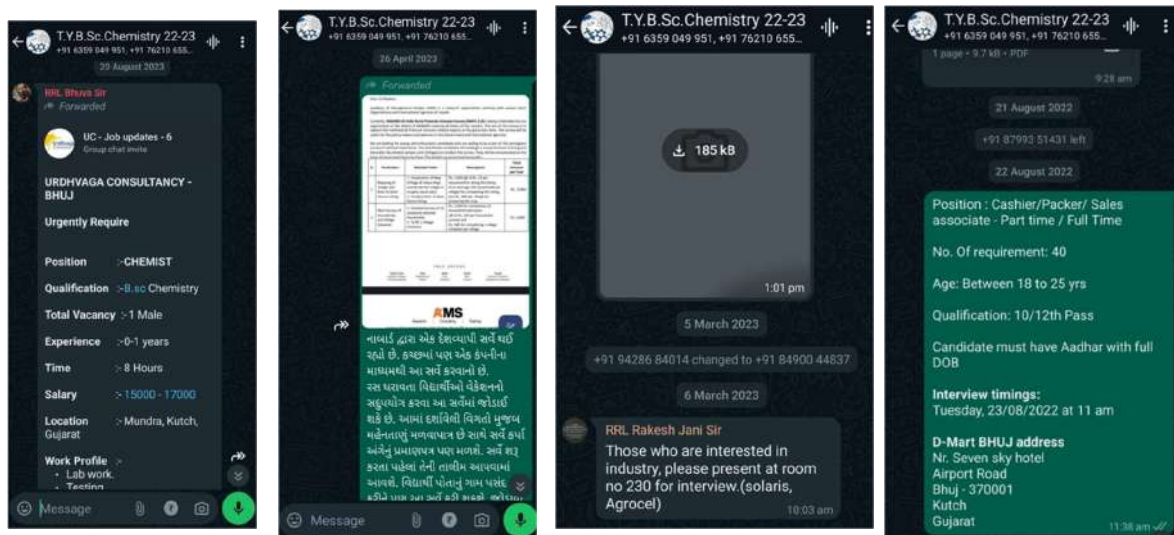 T.Y.B.Sc.Chemistry 22-23
+91 6359 049 951, +91 76210 655...
29 August 2023
RRL Bhuva Sir
Forwarded
UC - Job updates - 6
Group chat invite
URDHVAGA CONSULTANCY -
BHUJ
Urgently Require
Position :-CHEMIST
Qualification :-B.sc Chemistry
Total Vacancy :-1 Male
Experience :-0-1 years
Time :- 8 Hours
Salary :- 15000 - 17000
Location :- Mundra, Kutch,
Gujarat
Work Profile :-
• Lab work.
• Testing
Message
T.Y.B.Sc.Chemistry 22-23
+91 6359 049 951, +91 76210 655...
26 April 2023
Forwarded
AMS
નાબાર્ડ દ્વારા એક દેશવ્યાપી સર્વે થઈ
રહ્યો છે. કચ્છમાં પણ એક કંપનીના
માધ્યમથી આ સર્વે કરવાનો છે.
રસ ધરાવતા વિદ્યાર્થીઓ વેકેશનનો
સદુપયોગ કરવા આ સર્વેમાં જોડાઈ
શકે છે. આમાં દર્શાવેલી વિગતો મુજબ
મહેનતાણું મળવાપાત્ર છે સાથે સર્વે કર્યા
અંગેનું પ્રમાણપત્ર પણ મળશે. સર્વે શરૂ
કરતા પહેલાં તેની તાલીમ આપવામાં
આવશે. વિદ્યાર્થી પોતાનું ગામ પસંદ
કરીને પણ આ સર્વે કરી શકશે. જોડાઈ
Message
T.Y.B.Sc.Chemistry 22-23
+91 6359 049 951, +91 76210 655...
185 kB
1:01 pm
5 March 2023
+91 94286 84014 changed to +91 84900 44837
6 March 2023
RRL Rakesh Jani Sir
Those who are interested in
industry, please present at room
no 230 for interview.(solaris,
Agrocel)
10:03 am
T.Y.B.Sc.Chemistry 22-23
+91 6359 049 951, +91 76210 655...
1 page • 9.7 kB • PDF
9:28 am
21 August 2022
+91 87993 51431 left
22 August 2022
Position : Cashier/Packer/ Sales
associate - Part time / Full Time
No. Of requirement: 40
Age: Between 18 to 25 yrs
Qualification: 10/12th Pass
Candidate must have Aadhar with full
DOB
Interview timings:
Tuesday, 23/08/2022 at 11 am
D-Mart BHUJ address
Nr. Seven sky hotel
Airport Road
Bhuj - 370001
Kutch
Gujarat
11:38 am